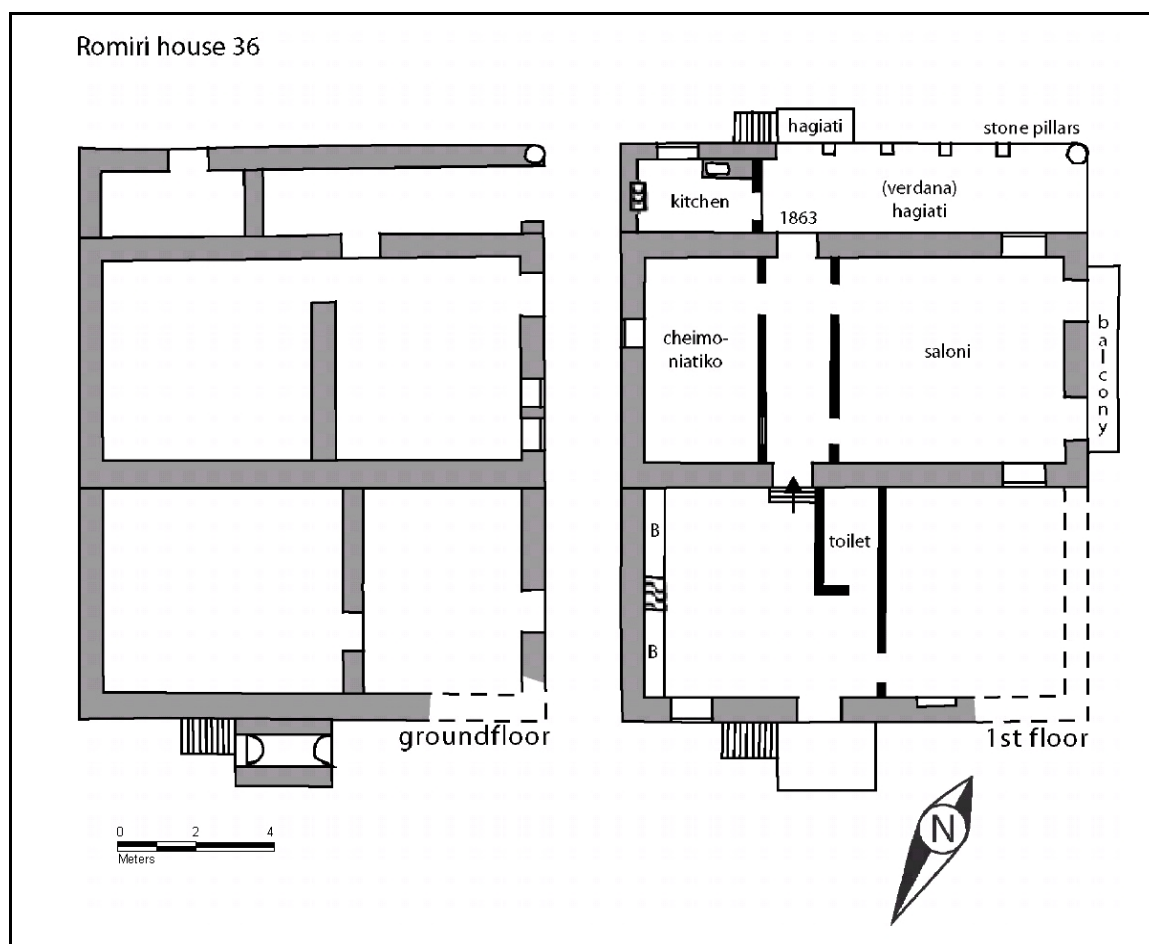 Romiri house 36
hagiati
stone pillars
kitchen
(verdana)
hagiati
1863
cheimo-
niatiko
saloni
balcony
B
toilet
B
groundfloor
1st floor
0 2 4
Meters
N